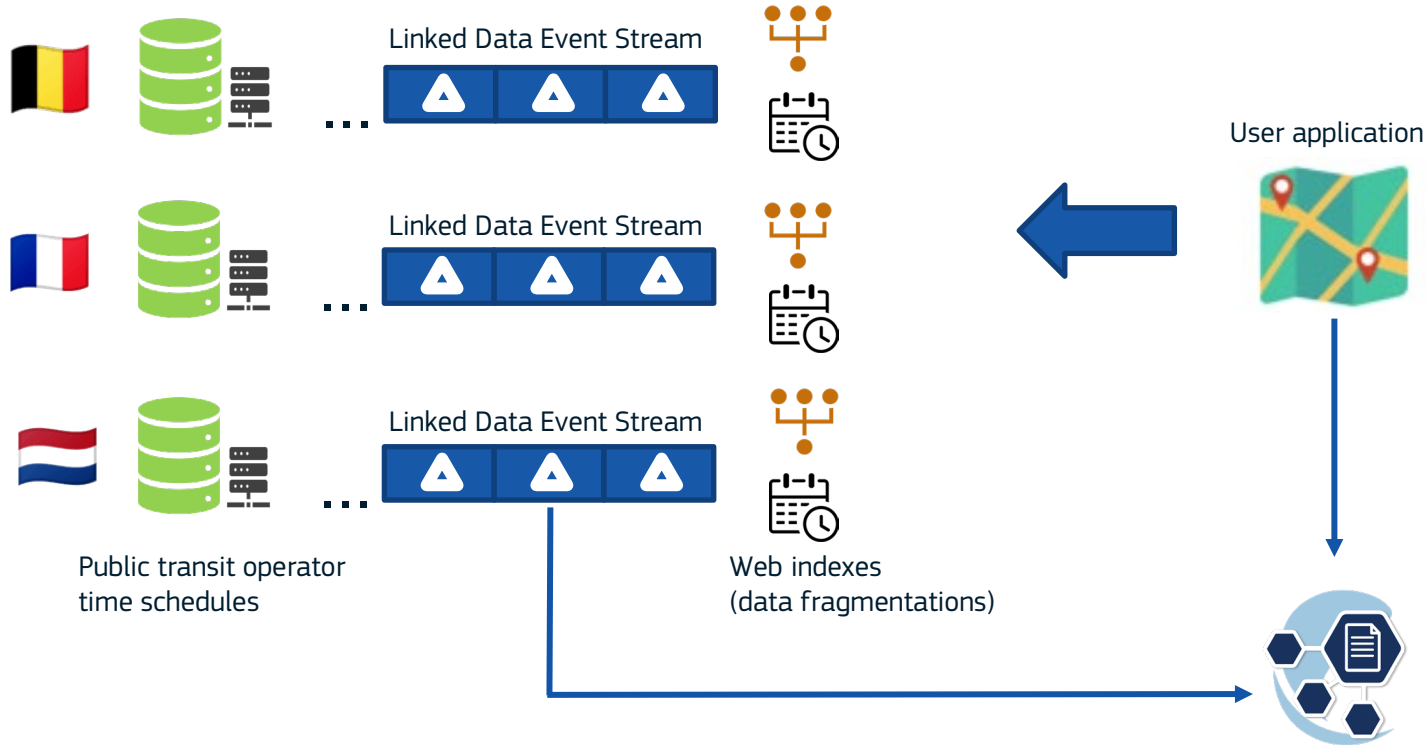 Linked Data Event Stream
User application
Linked Data Event Stream
Linked Data Event Stream
Public transit operator
time schedules
Web indexes
(data fragmentations)